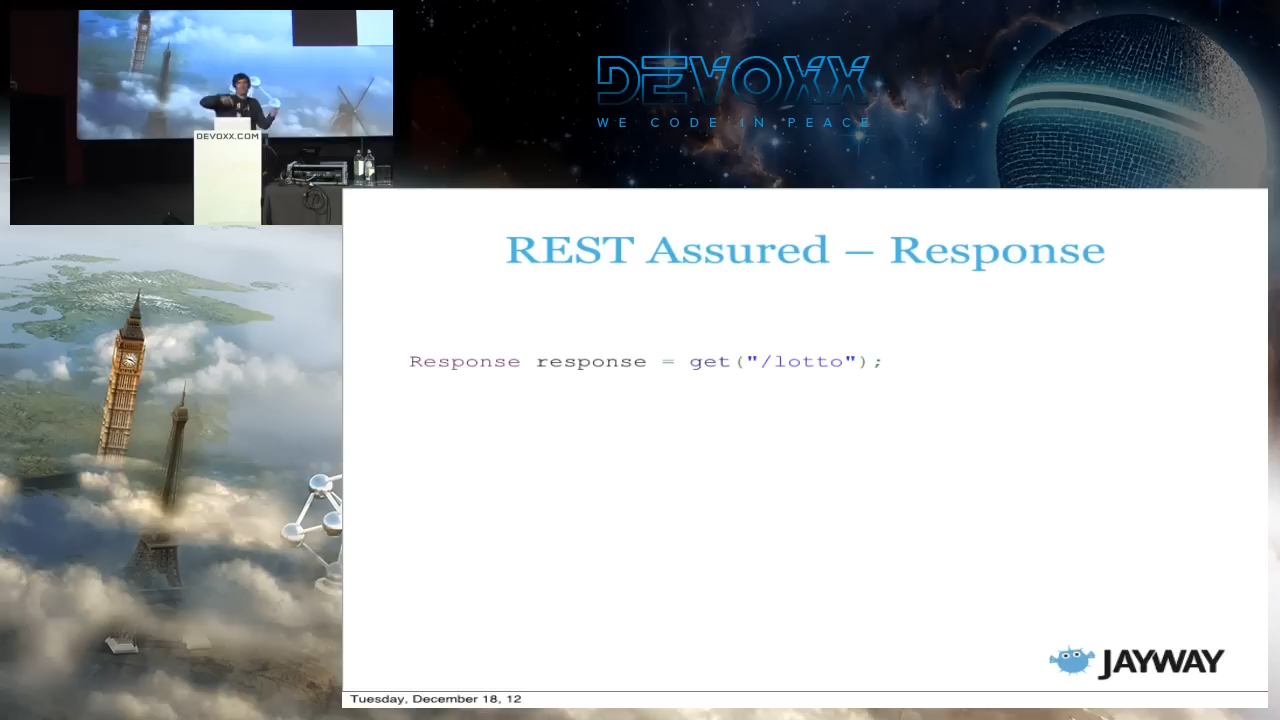 DEVOXX
WE CODE IN PEACE
DEVOXX.COM
REST Assured – Response
Response response = get("/lotto");
JAYWAY
Tuesday, December 18, 12